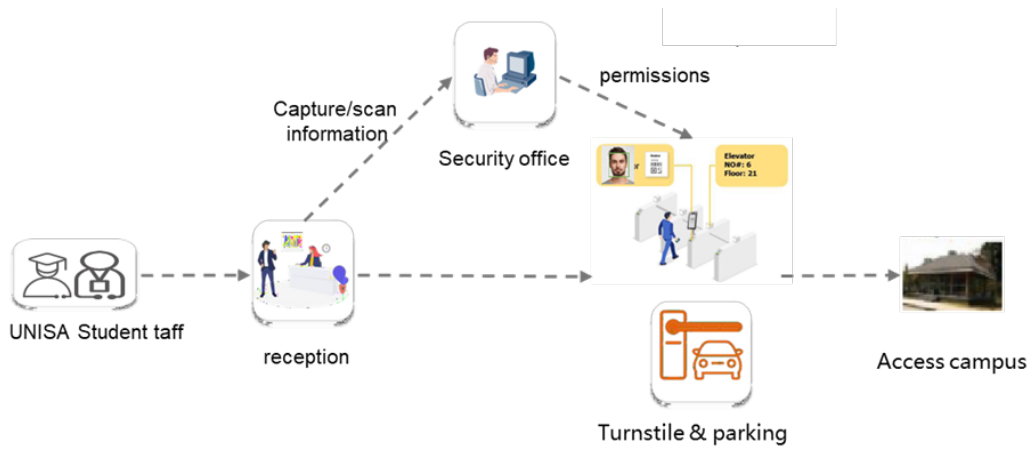 permissions
Capture/scan
information
Security office
Elevator
NO#: 6
Floor: 21
UNISA Student taff
reception
Access campus
Turnstile & parking